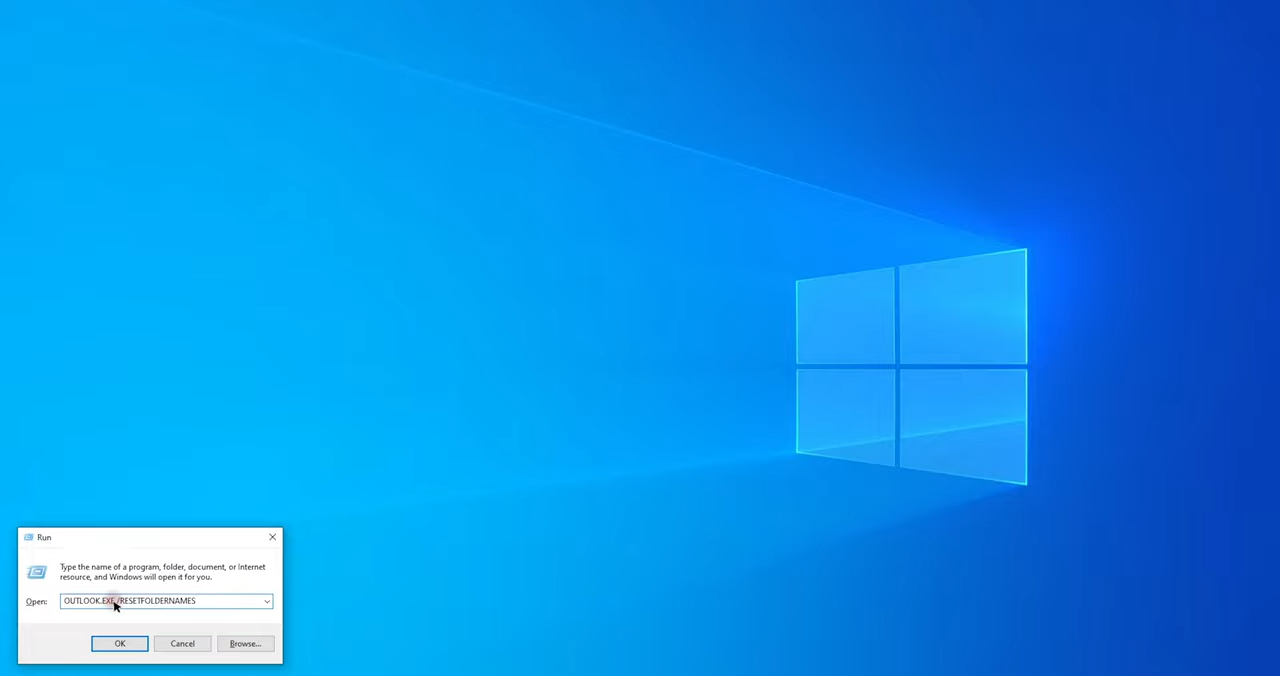 Run
Type the name of a program, folder, document, or Internet
resource, and Windows will open it for you.
Open: OUTLOOK.EXE /RESETFOLDERNAMES
OK Cancel Browse...